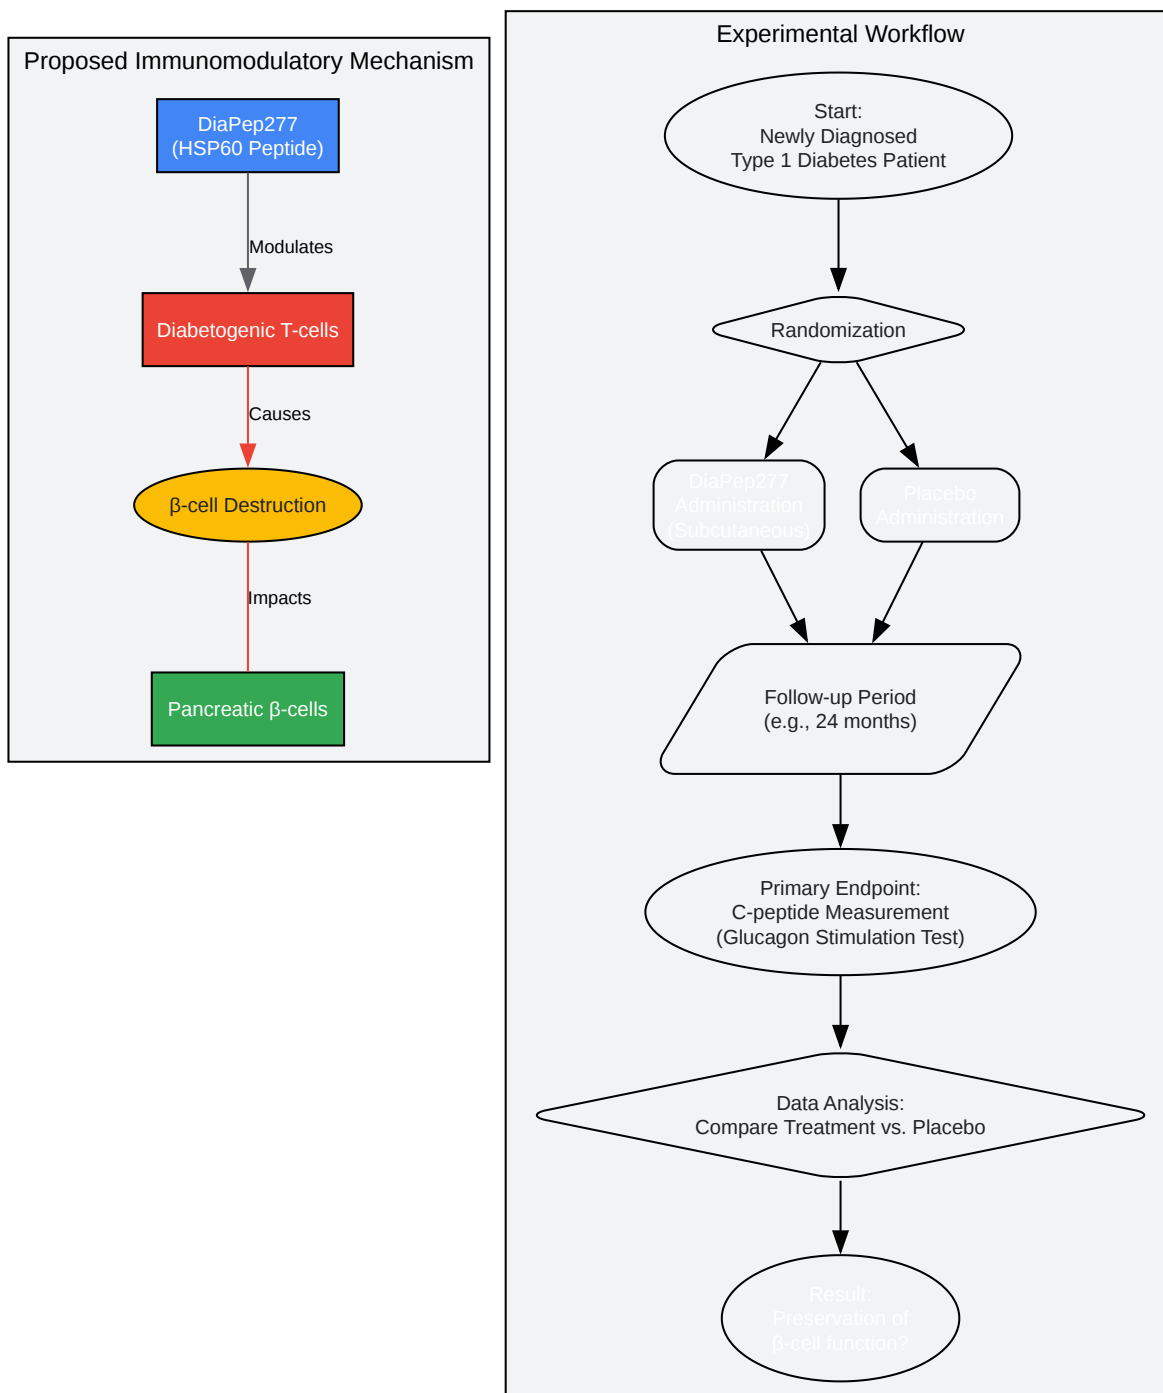 Proposed Immunomodulatory Mechanism
DiaPep277
(HSP60 Peptide)
Modulates
Diabetogenic T-cells
Causes
β-cell Destruction
Impacts
Pancreatic β-cells
Experimental Workflow
Start:
Newly Diagnosed
Type 1 Diabetes Patient
Randomization
DiaPep277
Administration
(Subcutaneous)
Placebo
Administration
Follow-up Period
(e.g., 24 months)
Primary Endpoint:
C-peptide Measurement
(Glucagon Stimulation Test)
Data Analysis:
Compare Treatment vs. Placebo
Result:
Preservation of
β-cell function?